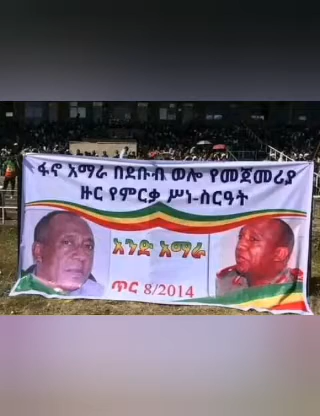 ፋኖ አማራ በደቡብ ወሎ የመጀመሪያ
ዙር የምርቃ ሥነ-ስርዓት
አንድ አማራ
ጥር 8/2014